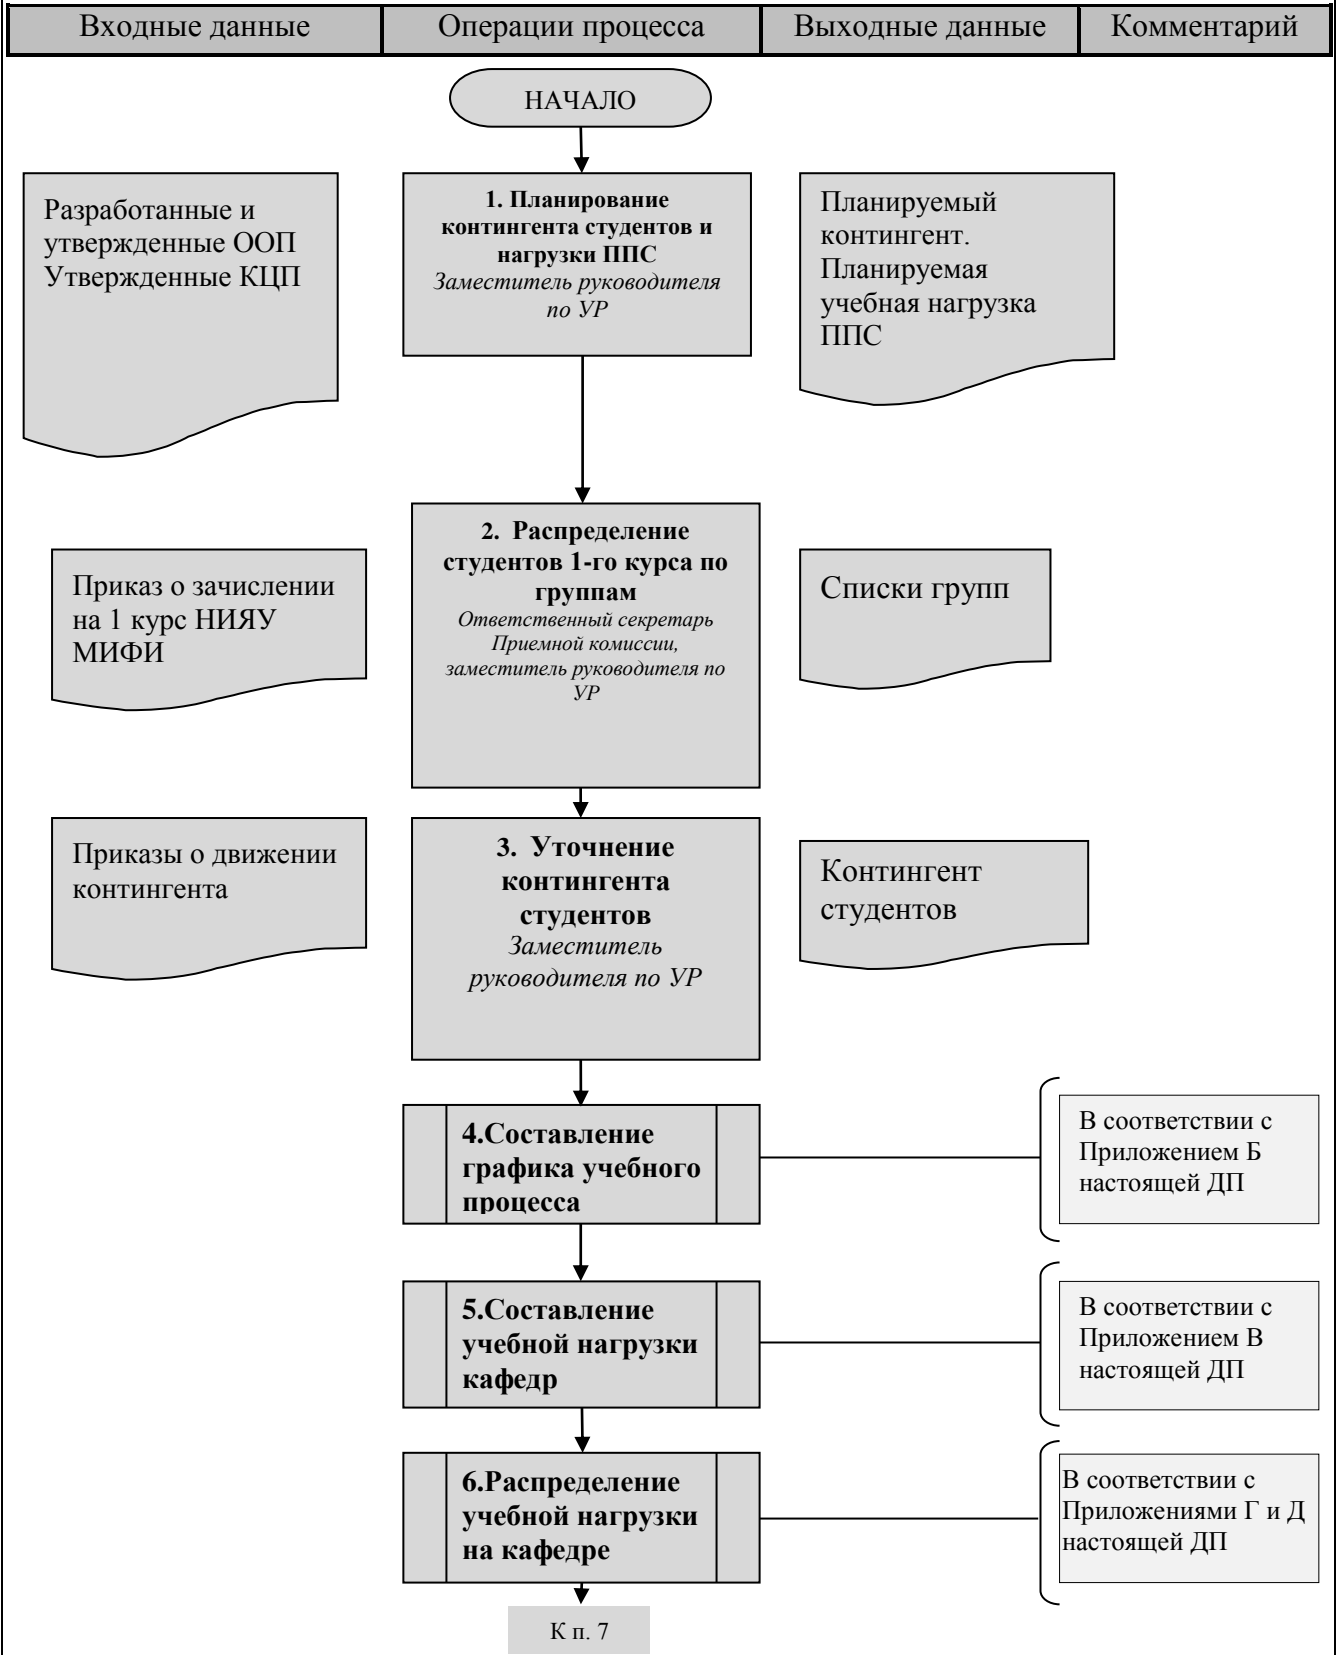 Входные данные
Операции процесса
Выходные данные
Комментарий
НАЧАЛО
Разработанные и
утвержденные ООП
Утвержденные КЦП
1. Планирование
контингента студентов и
нагрузки ППС
Заместитель руководителя
по УР
Планируемый
контингент.
Планируемая
учебная нагрузка
ППС
Приказ о зачислении
на 1 курс НИЯУ
МИФИ
2. Распределение
студентов 1-го курса по
группам
Ответственный секретарь
Приемной комиссии,
заместитель руководителя по
УР
Списки групп
Приказы о движении
контингента
3. Уточнение
контингента
студентов
Заместитель
руководителя по УР
Контингент
студентов
4.Составление
графика учебного
процесса
В соответствии с
Приложением Б
настоящей ДП
5.Составление
учебной нагрузки
кафедр
В соответствии с
Приложением В
настоящей ДП
6.Распределение
учебной нагрузки
на кафедре
В соответствии с
Приложениями Г и Д
настоящей ДП
К п. 7